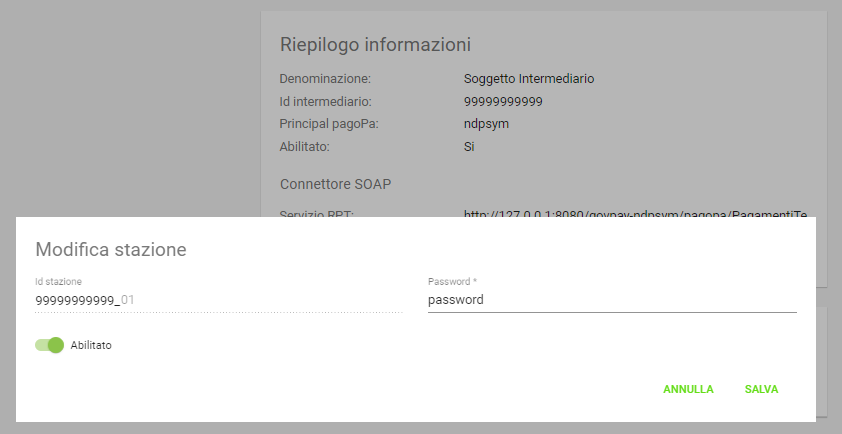 Riepilogo informazioni
Denominazione: Soggetto Intermediario
Id intermediario: 99999999999
Principal pagoPa: ndpsym
Abilitato: Si
Connettore SOAP
Servizio RPT: http://127.0.0.1:8080/govpay-ndpsym/pagopa/PagamentiTe
Modifica stazione
Id stazione Password *
99999999999_01 password
Abilitato
ANNULLA SALVA